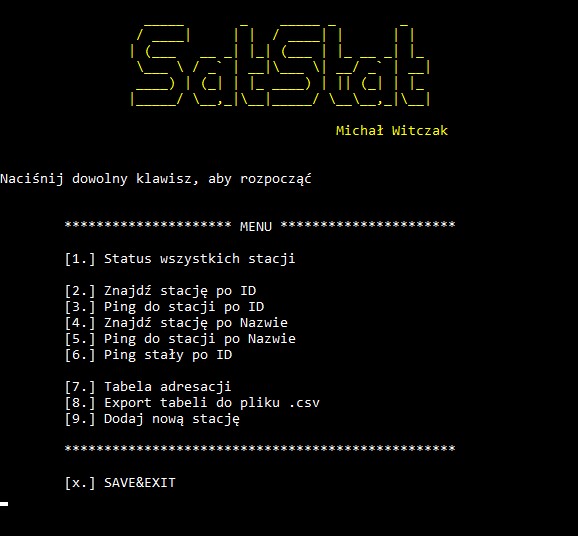 SatStat
Michał Witczak
Naciśnij dowolny klawisz, aby rozpocząć
********************* MENU **********************
[1.] Status wszystkich stacji
[2.] Znajdź stację po ID
[3.] Ping do stacji po ID
[4.] Znajdź stację po Nazwie
[5.] Ping do stacji po Nazwie
[6.] Ping stały po ID
[7.] Tabela adresacji
[8.] Export tabeli do pliku .csv
[9.] Dodaj nową stację
*************************************************
[x.] SAVE&EXIT